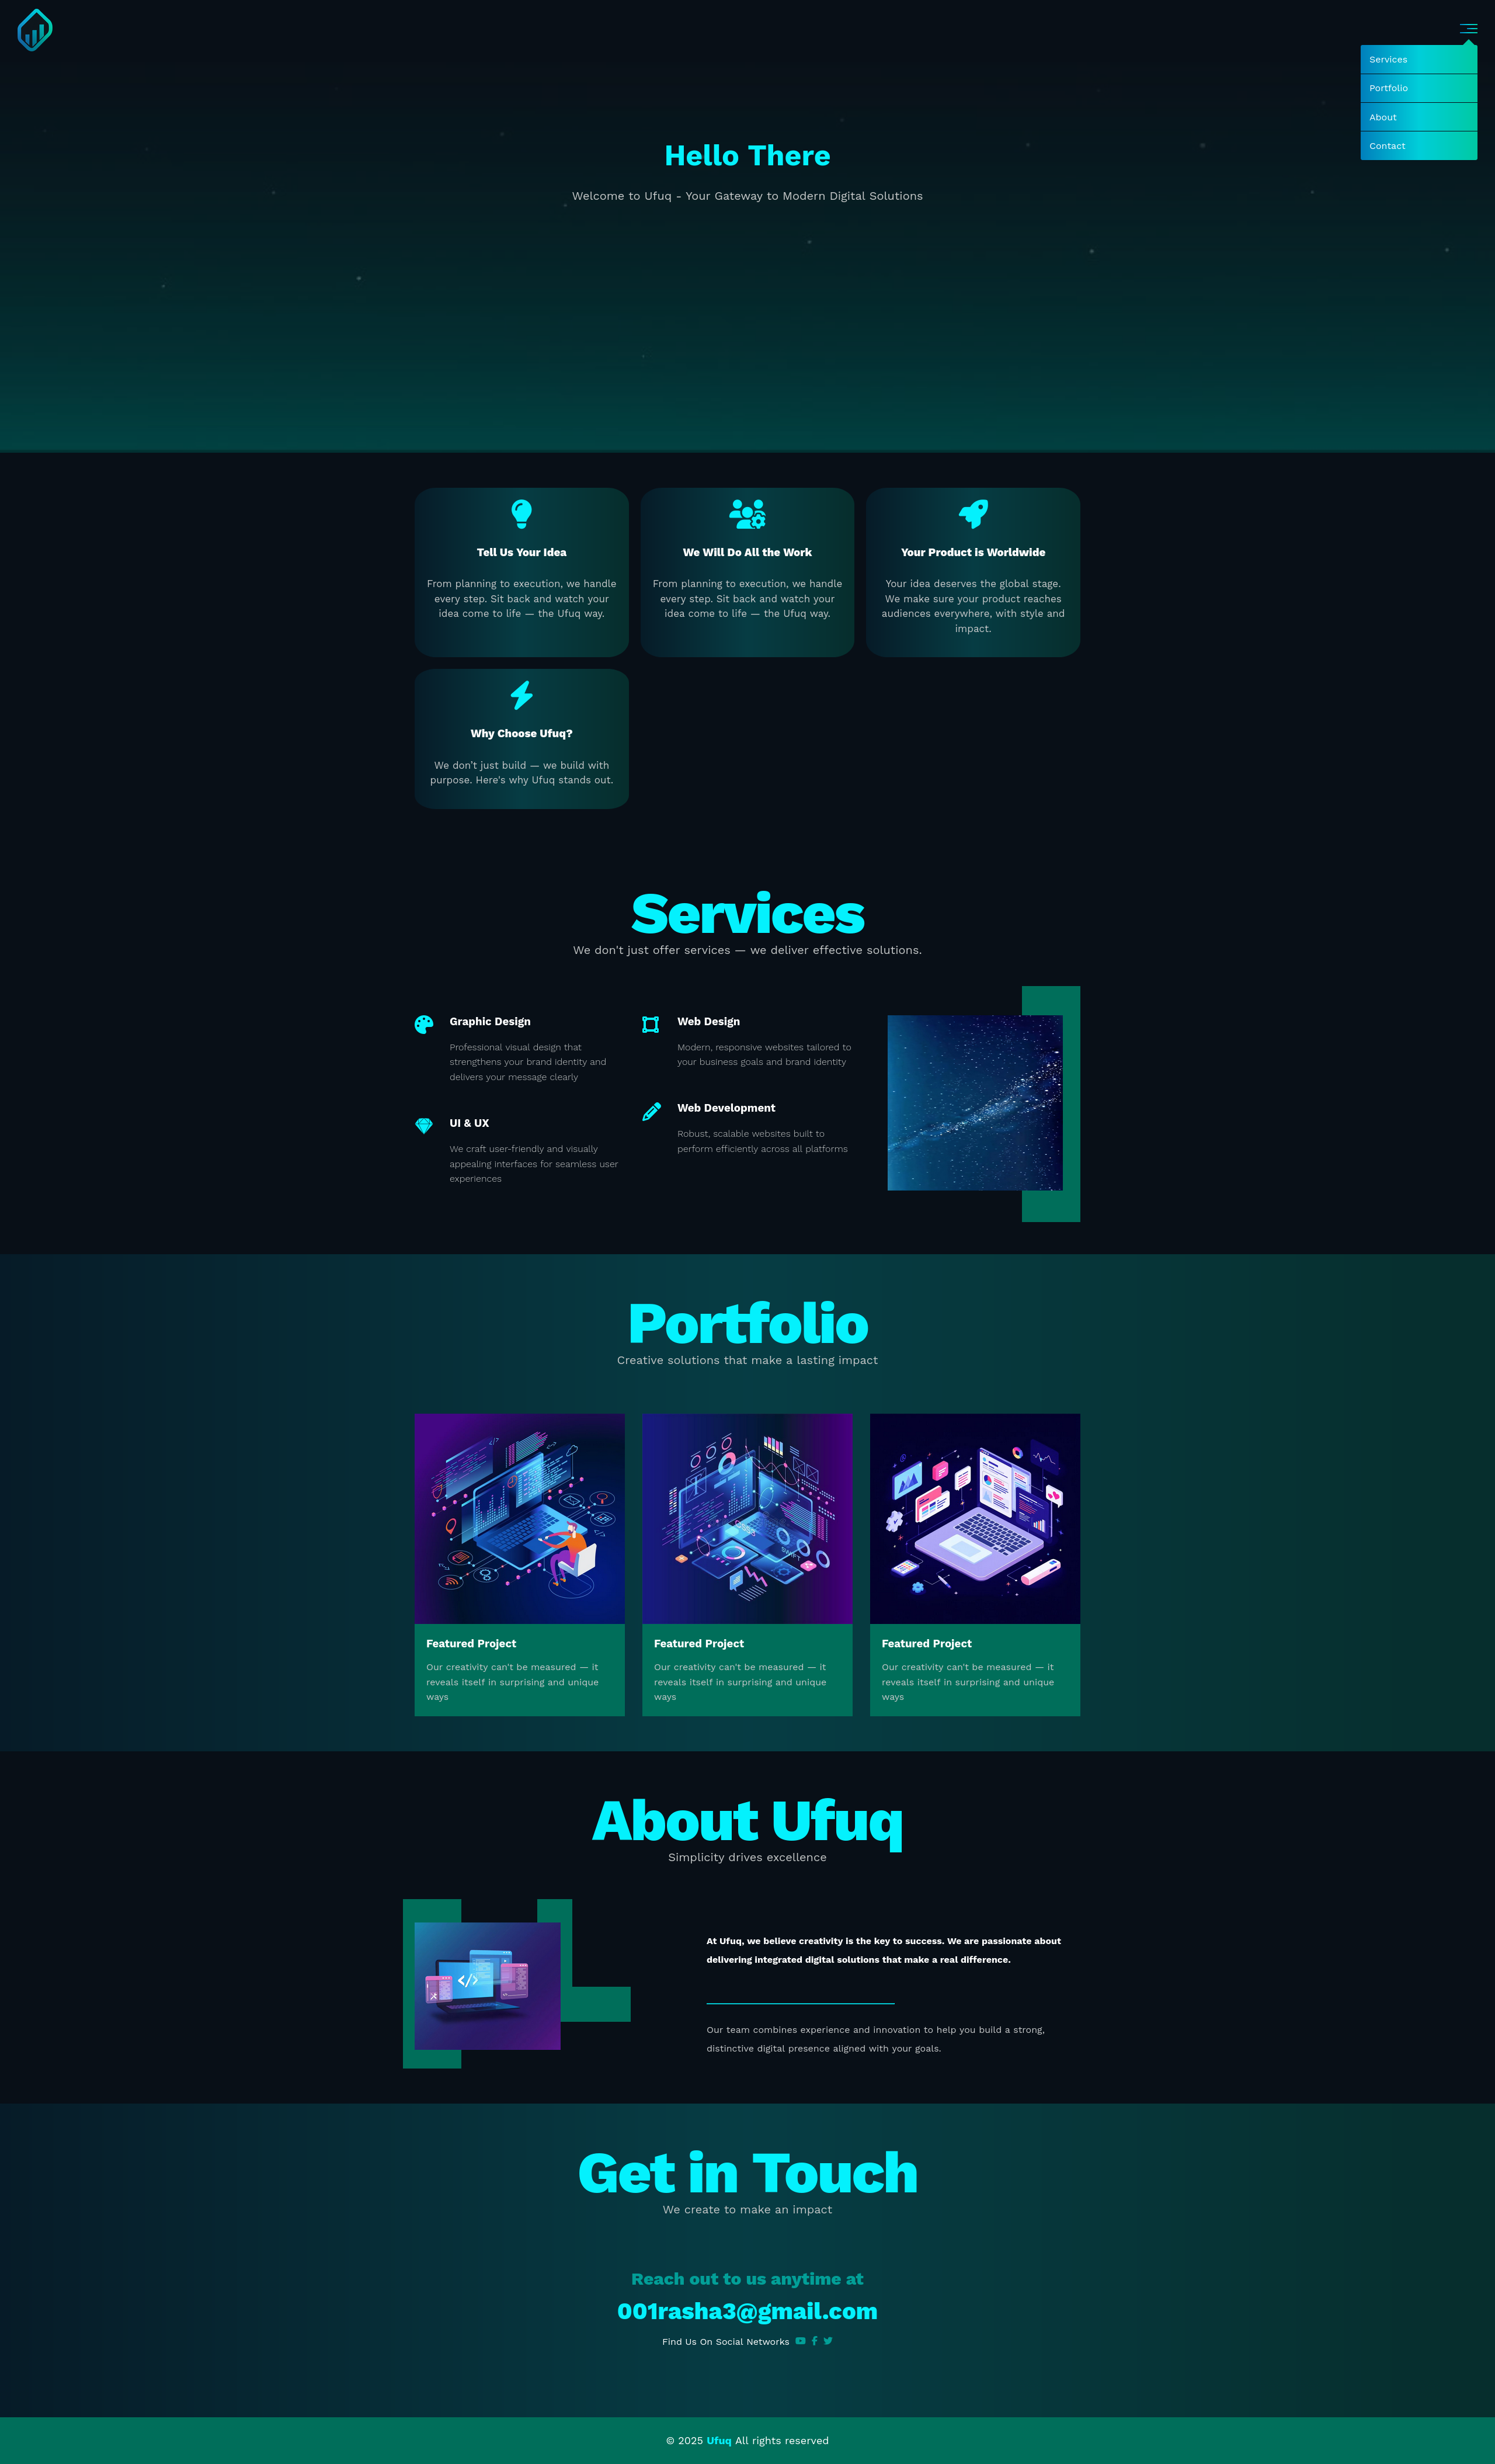 Services
Portfolio
About
Contact
Hello There
Welcome to Ufuq - Your Gateway to Modern Digital Solutions
Tell Us Your Idea
From planning to execution, we handle
every step. Sit back and watch your
idea come to life — the Ufuq way.
We Will Do All the Work
From planning to execution, we handle
every step. Sit back and watch your
idea come to life — the Ufuq way.
Your Product is Worldwide
Your idea deserves the global stage.
We make sure your product reaches
audiences everywhere, with style and
impact.
Why Choose Ufuq?
We don't just build — we build with
purpose. Here's why Ufuq stands out.
Services
We don't just offer services — we deliver effective solutions.
Graphic Design
Professional visual design that
strengthens your brand identity and
delivers your message clearly
UI & UX
We craft user-friendly and visually
appealing interfaces for seamless user
experiences
Web Design
Modern, responsive websites tailored to
your business goals and brand identity
Web Development
Robust, scalable websites built to
perform efficiently across all platforms
Portfolio
Creative solutions that make a lasting impact
Featured Project
Our creativity can't be measured — it
reveals itself in surprising and unique
ways
Featured Project
Our creativity can't be measured — it
reveals itself in surprising and unique
ways
Featured Project
Our creativity can't be measured — it
reveals itself in surprising and unique
ways
About Ufuq
Simplicity drives excellence
</>
At Ufuq, we believe creativity is the key to success. We are passionate about
delivering integrated digital solutions that make a real difference.
Our team combines experience and innovation to help you build a strong,
distinctive digital presence aligned with your goals.
Get in Touch
We create to make an impact
Reach out to us anytime at
001rasha3@gmail.com
Find Us On Social Networks
© 2025 Ufuq All rights reserved